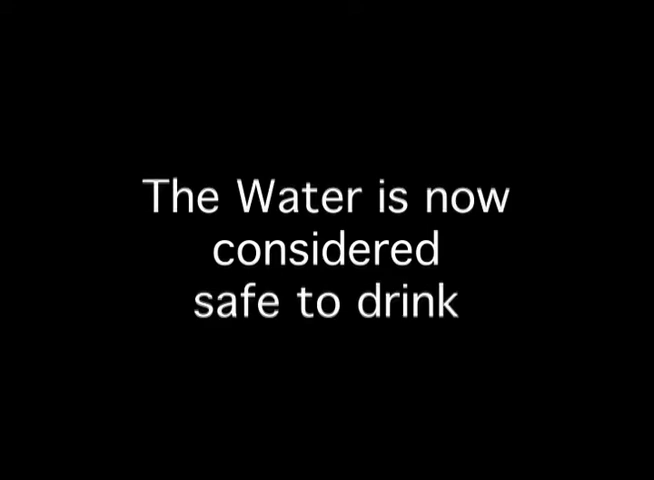 The Water is now
considered
safe to drink